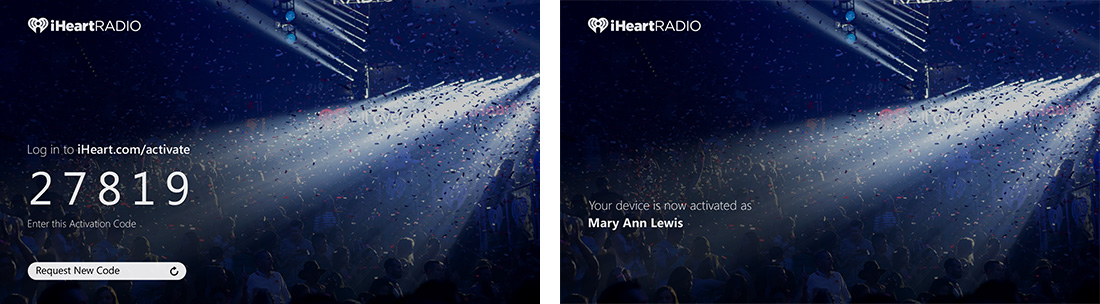 iHeartRADIO
Log in to iHeart.com/activate
27819
Enter this Activation Code
Request New Code
iHeartRADIO
Your device is now activated as
Mary Ann Lewis